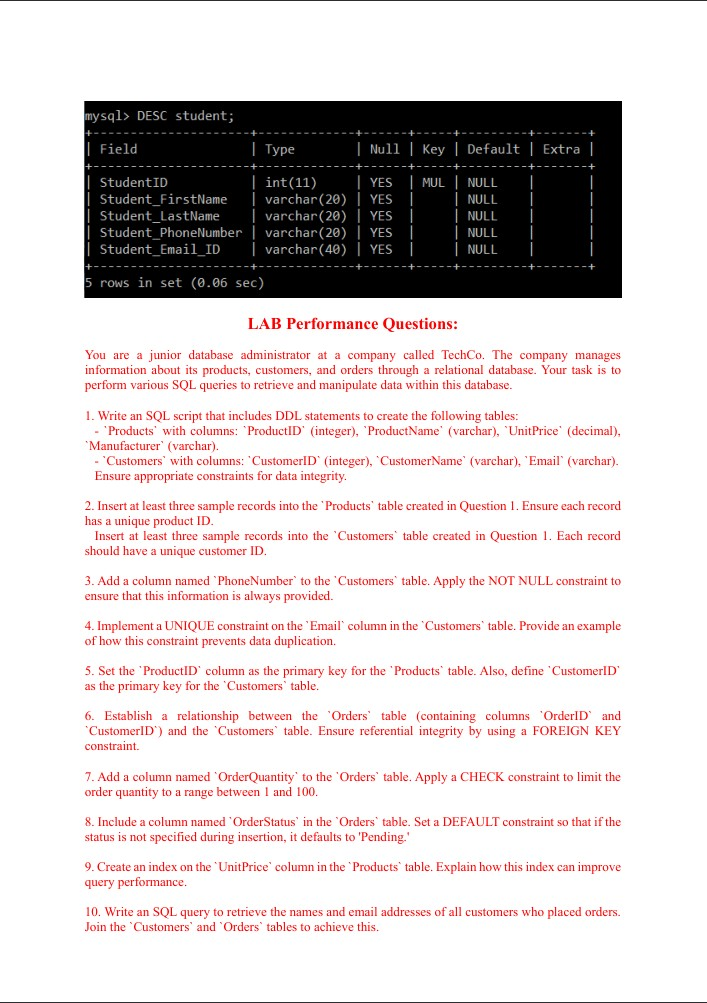 mysql> DESC student;
+-------------------+-------------+------+-----+---------+-------+
| Field | Type | Null | Key | Default | Extra |
+-------------------+-------------+------+-----+---------+-------+
| StudentID | int(11) | YES | MUL | NULL | |
| Student_FirstName | varchar(20) | YES | | NULL | |
| Student_LastName | varchar(20) | YES | | NULL | |
| Student_PhoneNumber | varchar(20) | YES | | NULL | |
| Student_Email_ID | varchar(40) | YES | | NULL | |
+-------------------+-------------+------+-----+---------+-------+
5 rows in set (0.06 sec)
LAB Performance Questions:
You are a junior database administrator at a company called TechCo. The company manages
information about its products, customers, and orders through a relational database. Your task is to
perform various SQL queries to retrieve and manipulate data within this database.
1. Write an SQL script that includes DDL statements to create the following tables:
- `Products` with columns: `ProductID` (integer), `ProductName` (varchar), `UnitPrice` (decimal),
`Manufacturer` (varchar).
- `Customers` with columns: `CustomerID` (integer), `CustomerName` (varchar), `Email` (varchar).
Ensure appropriate constraints for data integrity.
2. Insert at least three sample records into the `Products` table created in Question 1. Ensure each record
has a unique product ID.
Insert at least three sample records into the `Customers` table created in Question 1. Each record
should have a unique customer ID.
3. Add a column named `PhoneNumber` to the `Customers` table. Apply the NOT NULL constraint to
ensure that this information is always provided.
4. Implement a UNIQUE constraint on the `Email` column in the `Customers` table. Provide an example
of how this constraint prevents data duplication.
5. Set the `ProductID` column as the primary key for the `Products` table. Also, define `CustomerID`
as the primary key for the `Customers` table.
6. Establish a relationship between the `Orders` table (containing columns `OrderID` and
`CustomerID`) and the `Customers` table. Ensure referential integrity by using a FOREIGN KEY
constraint.
7. Add a column named `OrderQuantity` to the `Orders` table. Apply a CHECK constraint to limit the
order quantity to a range between 1 and 100.
8. Include a column named `OrderStatus` in the `Orders` table. Set a DEFAULT constraint so that if the
status is not specified during insertion, it defaults to 'Pending.'
9. Create an index on the `UnitPrice` column in the `Products` table. Explain how this index can improve
query performance.
10. Write an SQL query to retrieve the names and email addresses of all customers who placed orders.
Join the `Customers` and `Orders` tables to achieve this.